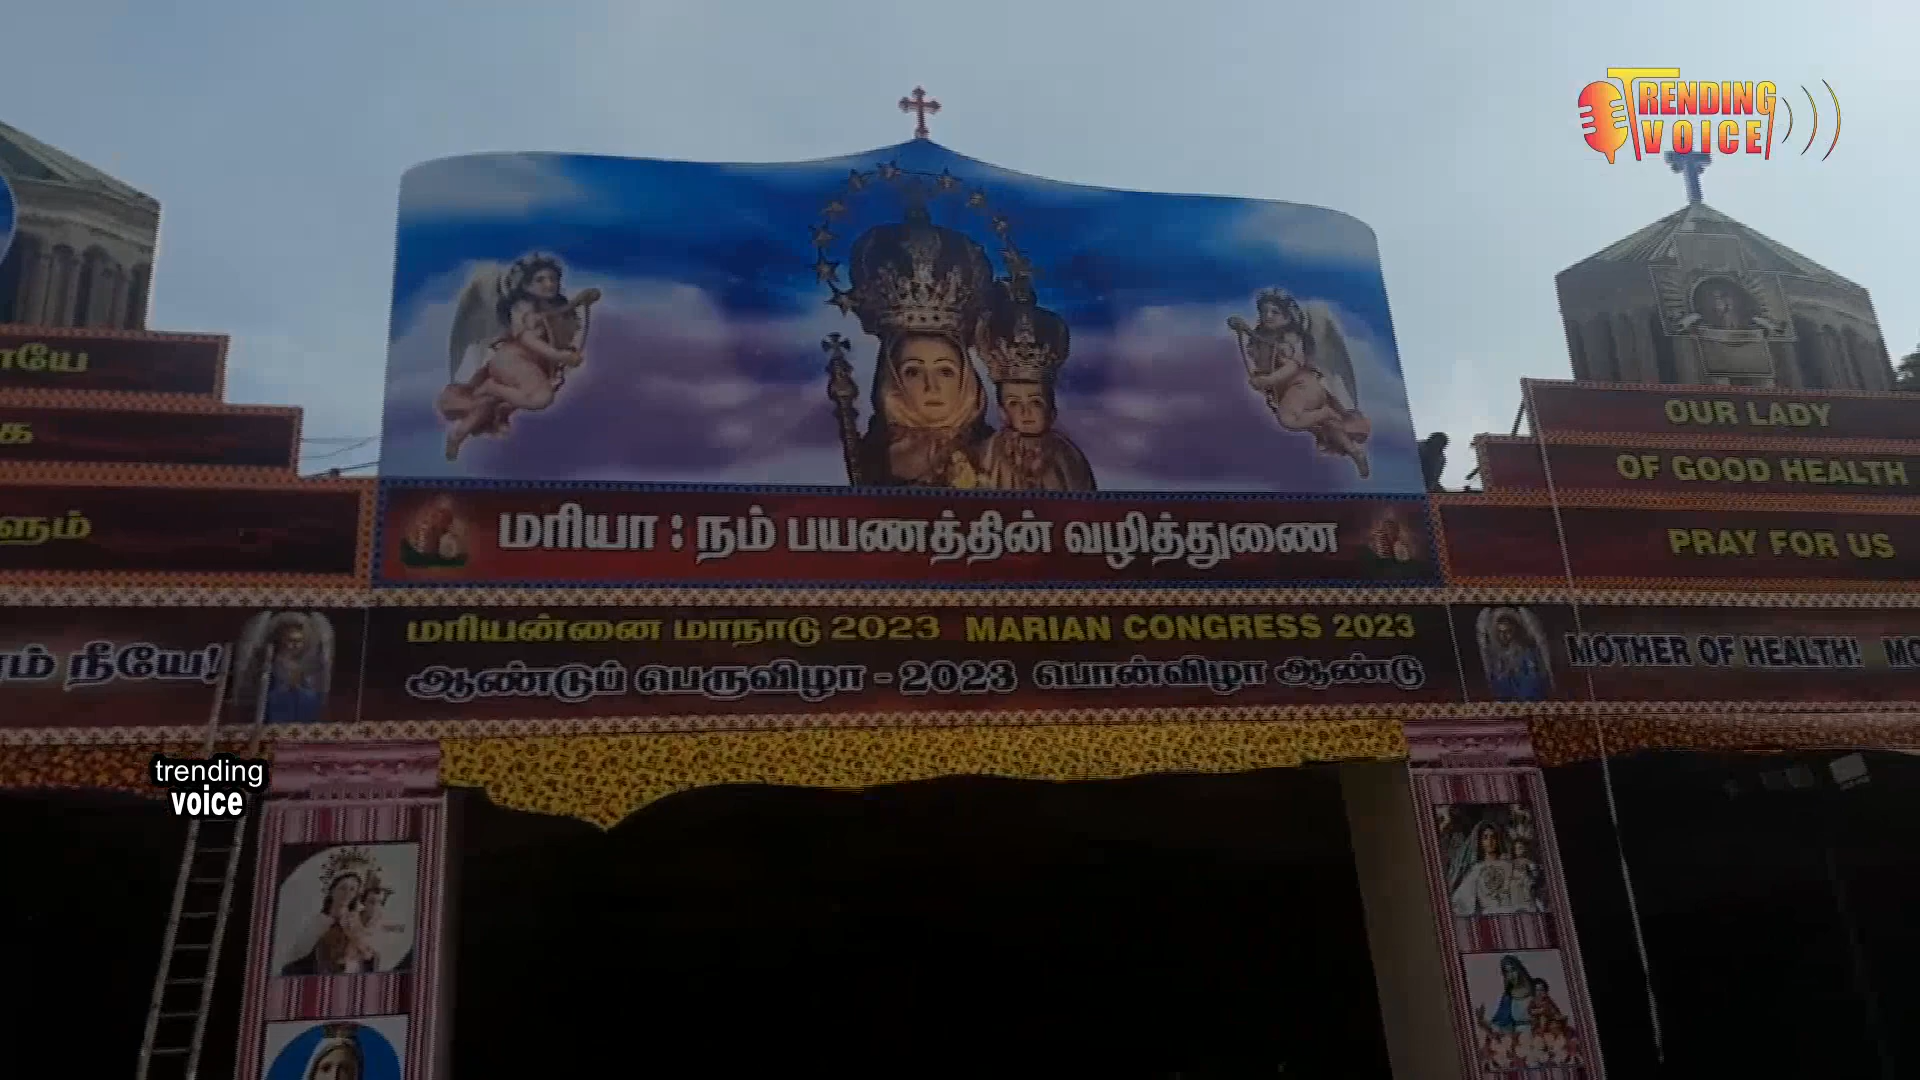 TRENDING
VOICE
OUR LADY
OF GOOD HEALTH
PRAY FOR US
மரியா : நம் பயணத்தின் வழித்துணை
மரியன்னை மாநாடு 2023 MARIAN CONGRESS 2023
ஆண்டுப் பெருவிழா - 2023 பொன்விழா ஆண்டு
நீயே!
MOTHER OF HEALTH!
trending
voice